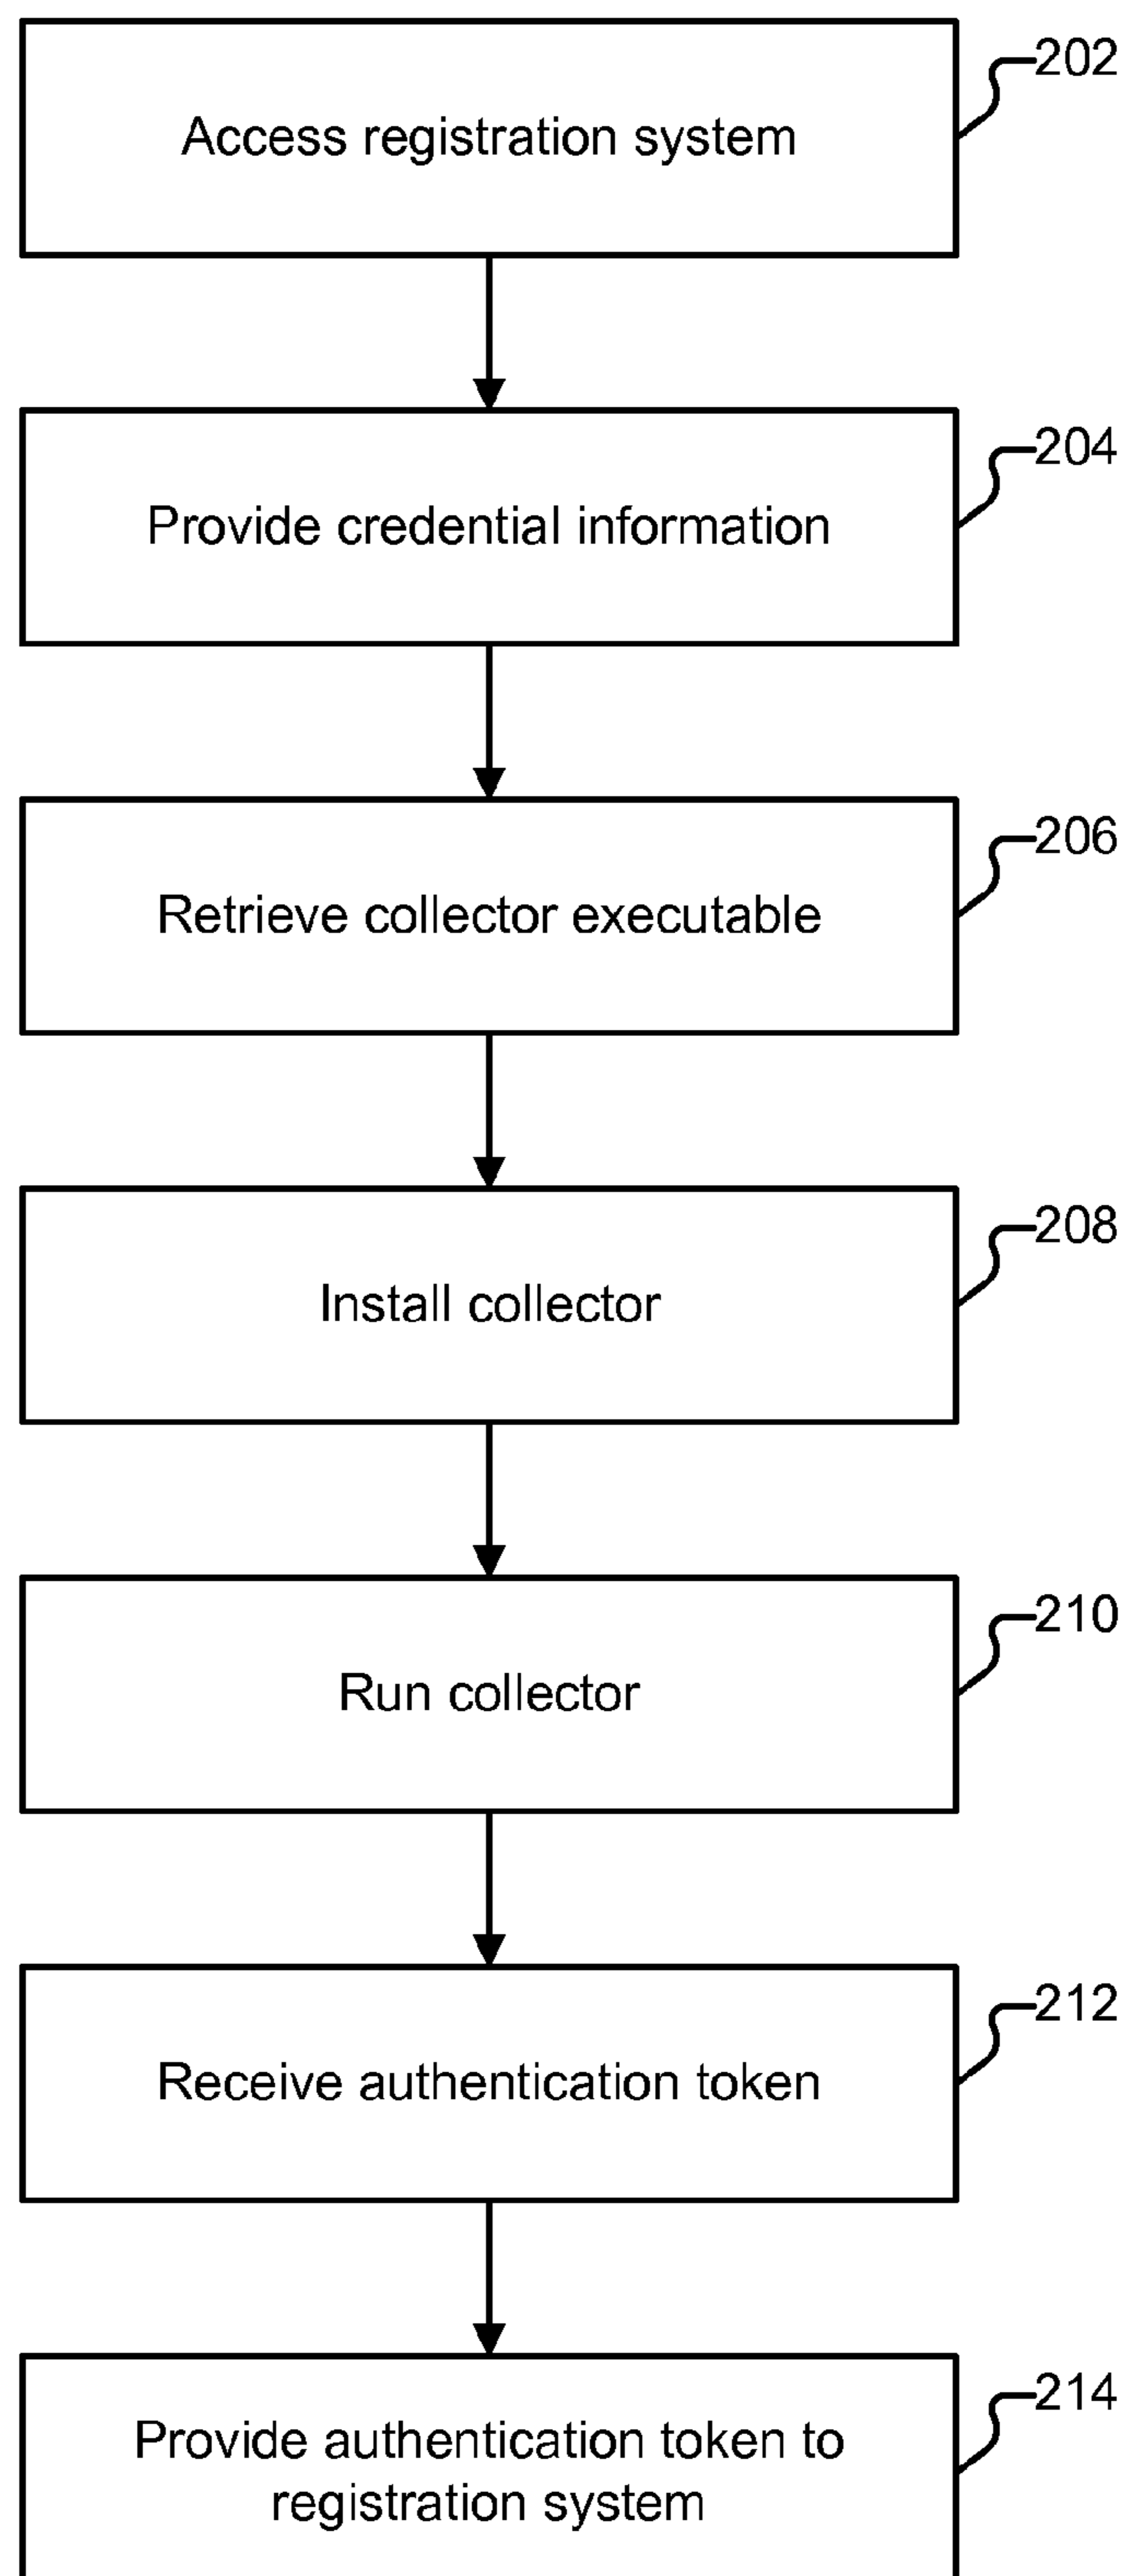 202
Access registration system
204
Provide credential information
206
Retrieve collector executable
208
Install collector
210
Run collector
212
Receive authentication token
214
Provide authentication token to
registration system